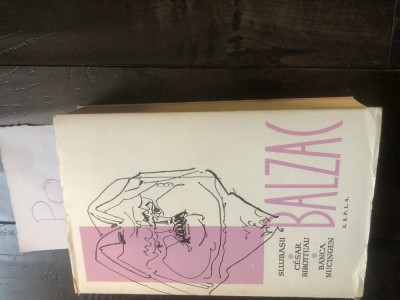 BALZAC
SLUJBAȘII
CÉSAR
BIROTTEAU
BANCA
NUCINGEN
E. S. P. L. A.
Po